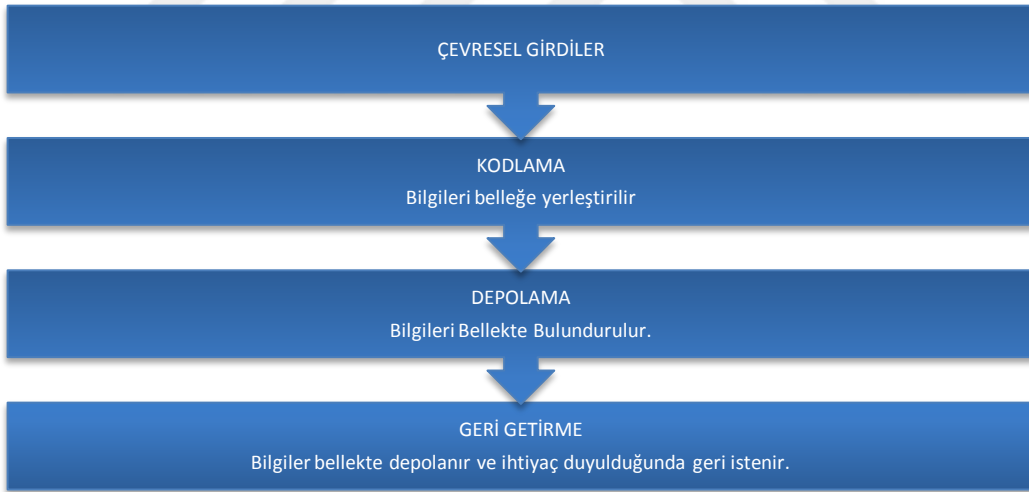 ÇEVRESEL GİRDİLER
KODLAMA
Bilgileri belleğe yerleştirilir
DEPOLAMA
Bilgileri Bellekte Bulundurulur.
GERİ GETİRME
Bilgiler bellekte depolanır ve ihtiyaç duyulduğunda geri istenir.